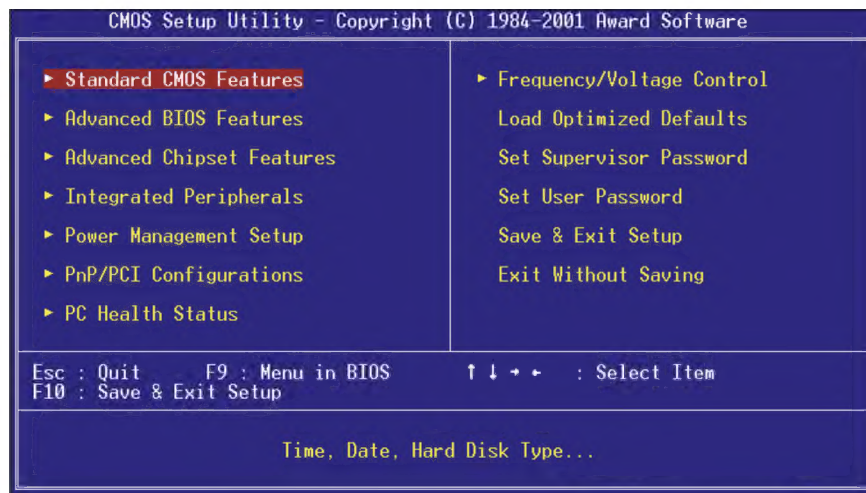 CMOS Setup Utility - Copyright (C) 1984-2001 Award Software
▸ Standard CMOS Features
▸ Advanced BIOS Features
▸ Advanced Chipset Features
▸ Integrated Peripherals
▸ Power Management Setup
▸ PnP/PCI Configurations
▸ PC Health Status
▸ Frequency/Voltage Control
Load Optimized Defaults
Set Supervisor Password
Set User Password
Save & Exit Setup
Exit Without Saving
Esc : Quit F9 : Menu in BIOS ↑ ↓ → ← : Select Item
F10 : Save & Exit Setup
Time, Date, Hard Disk Type...